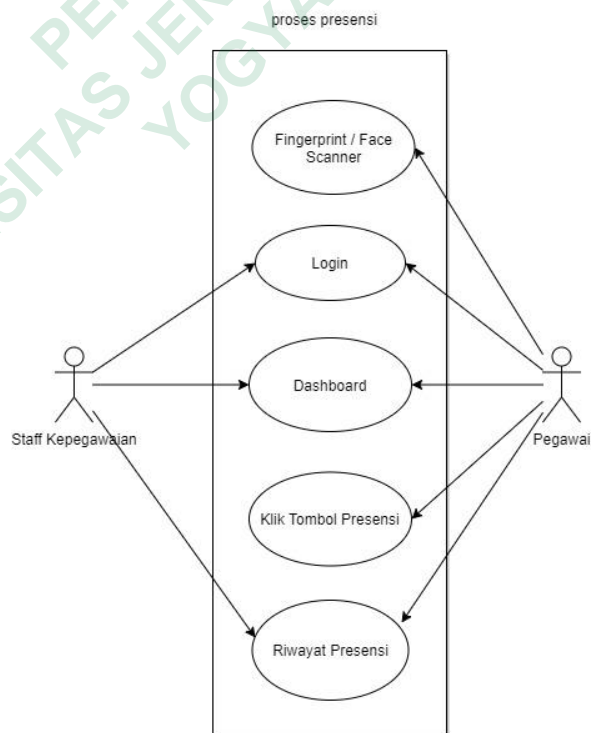 proses presensi
Fingerprint / Face
Scanner
Login
Dashboard
Staff Kepegawaian
Pegawai
Klik Tombol Presensi
Riwayat Presensi